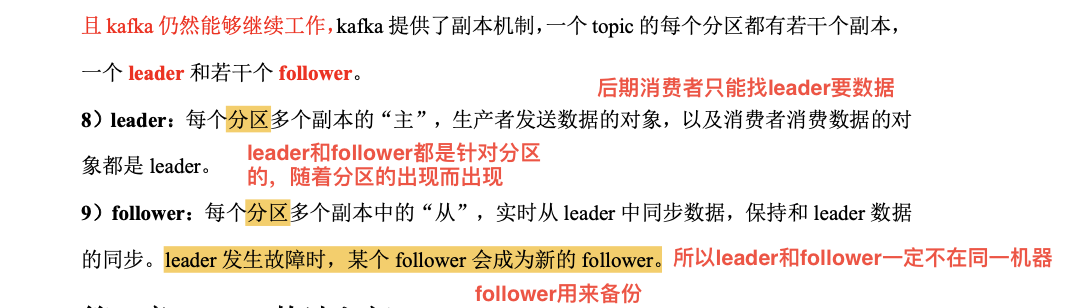 且 kafka 仍然能够继续工作，kafka 提供了副本机制，一个 topic 的每个分区都有若干个副本，
一个 leader 和若干个 follower。
后期消费者只能找leader要数据
8）leader：每个分区多个副本的“主”，生产者发送数据的对象，以及消费者消费数据的对
象都是 leader。
leader和follower都是针对分区
的，随着分区的出现而出现
9）follower：每个分区多个副本中的“从”，实时从 leader 中同步数据，保持和 leader 数据
的同步。leader 发生故障时，某个 follower 会成为新的 follower。
所以leader和follower一定不在同一机器
follower用来备份